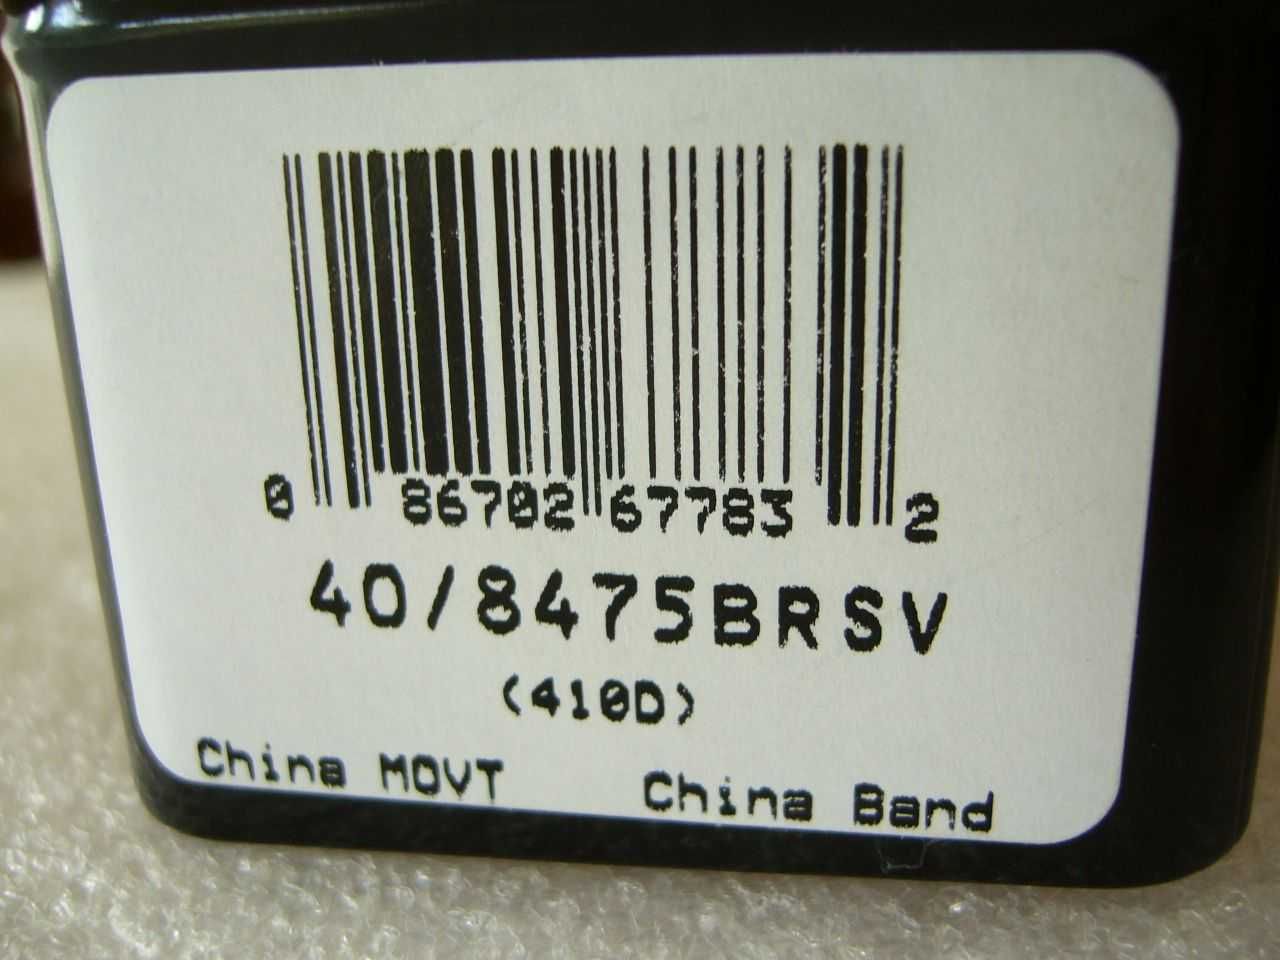 0 86702 67783 2
40/8475BRSV
(410D)
China MOVT China Band